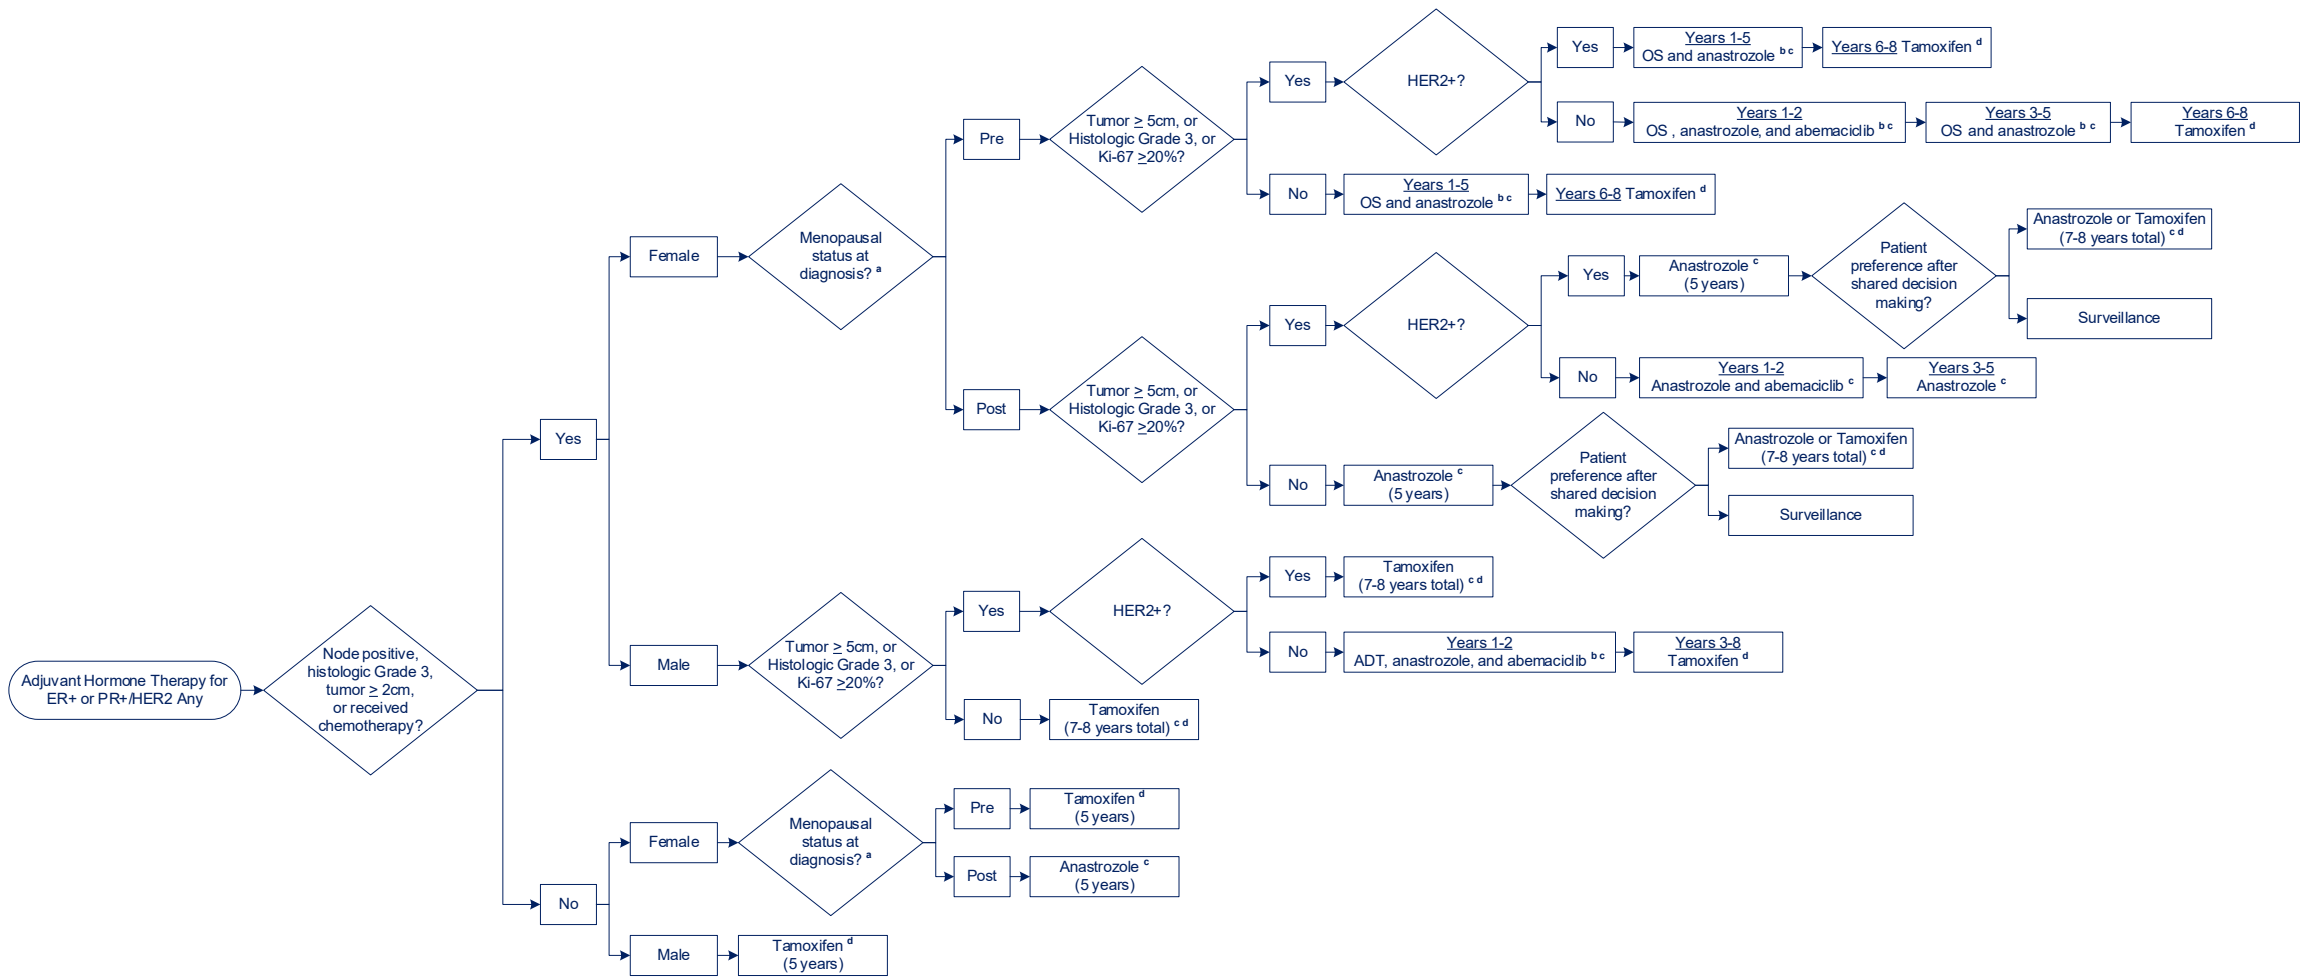 Adjuvant Hormone Therapy for
ER+ or PR+/HER2 Any
Node positive,
histologic Grade 3,
tumor ≥ 2cm,
or received
chemotherapy?
Yes
Female
Menopausal
status at
diagnosis? a
Pre
Tumor ≥ 5cm, or
Histologic Grade 3, or
Ki-67 ≥20%?
Yes
HER2+?
Yes
Years 1-5
OS and anastrozole b c
Years 6-8 Tamoxifen d
No
Years 1-2
OS , anastrozole, and abemaciclib b c
Years 3-5
OS and anastrozole b c
Years 6-8
Tamoxifen d
No
Years 1-5
OS and anastrozole b c
Years 6-8 Tamoxifen d
Post
Tumor ≥ 5cm, or
Histologic Grade 3, or
Ki-67 ≥20%?
Yes
HER2+?
Yes
Anastrozole c
(5 years)
Patient
preference after
shared decision
making?
Anastrozole or Tamoxifen
(7-8 years total) c d
Surveillance
No
Years 1-2
Anastrozole and abemaciclib c
Years 3-5
Anastrozole c
No
Anastrozole c
(5 years)
Patient
preference after
shared decision
making?
Anastrozole or Tamoxifen
(7-8 years total) c d
Surveillance
Male
Tumor ≥ 5cm, or
Histologic Grade 3, or
Ki-67 ≥20%?
Yes
HER2+?
Yes
Tamoxifen
(7-8 years total) c d
No
Years 1-2
ADT, anastrozole, and abemaciclib b c
Years 3-8
Tamoxifen d
No
Tamoxifen
(7-8 years total) c d
No
Female
Menopausal
status at
diagnosis? a
Pre
Tamoxifen d
(5 years)
Post
Anastrozole c
(5 years)
Male
Tamoxifen d
(5 years)